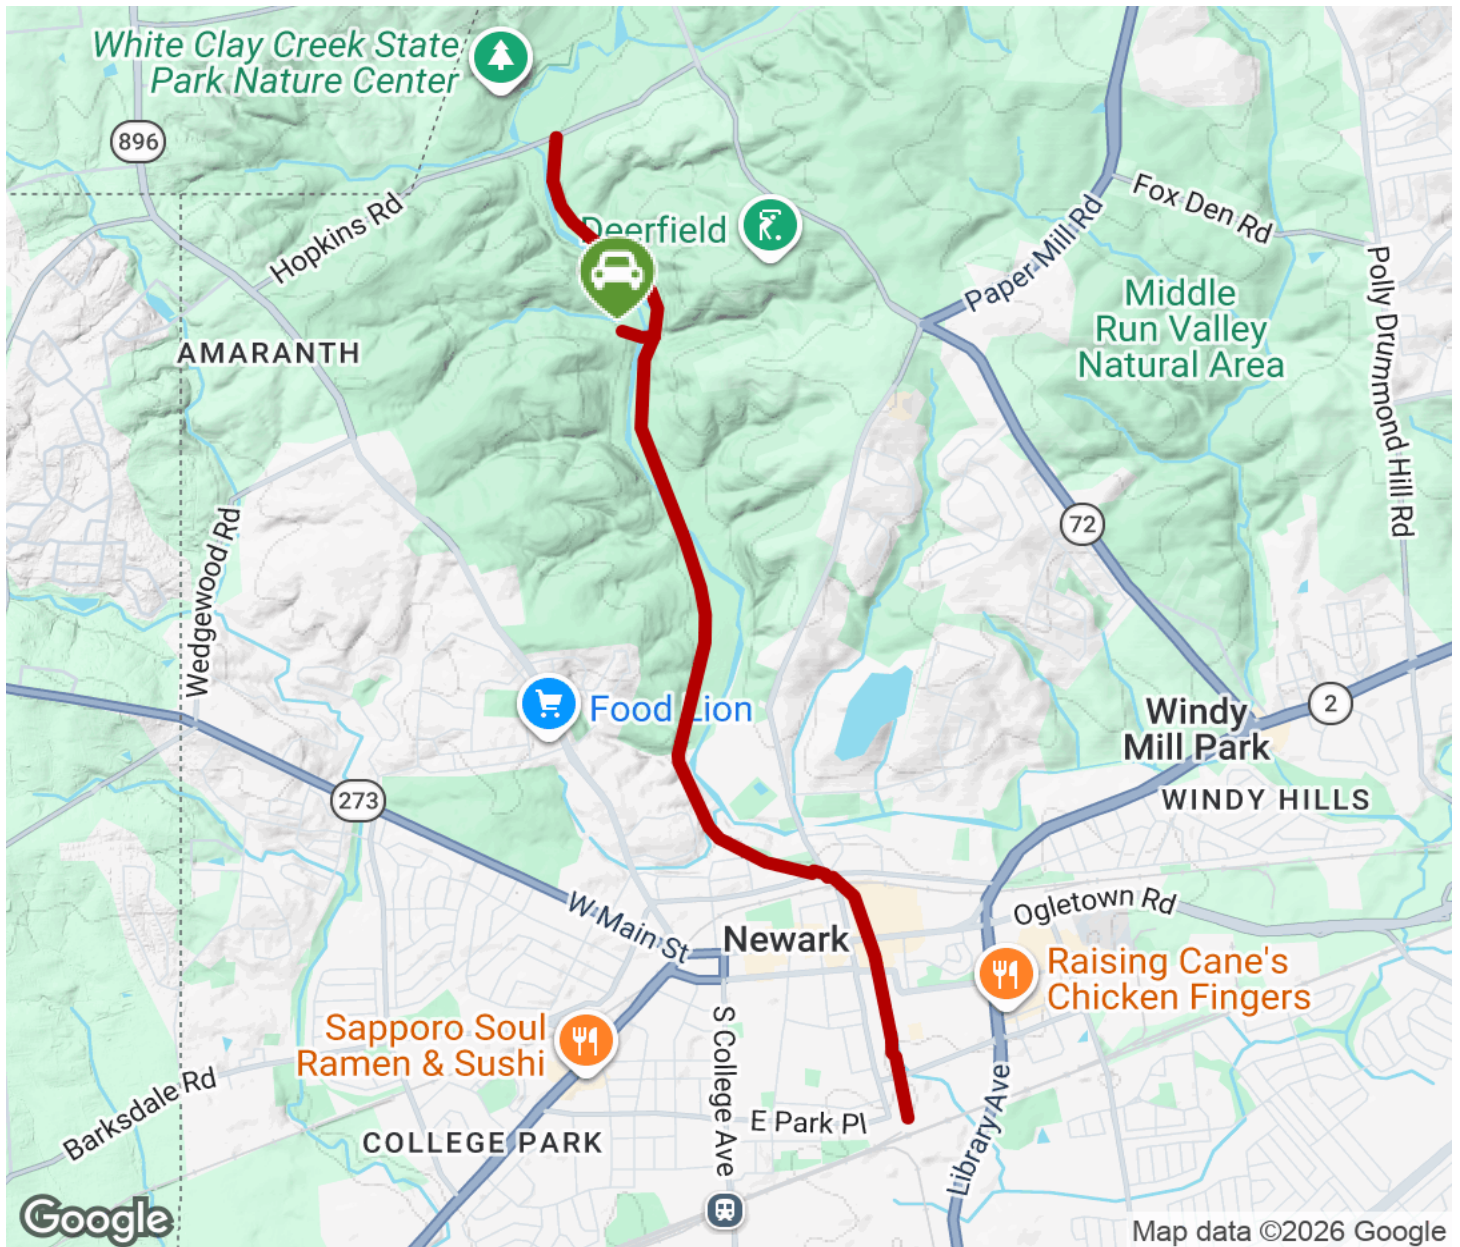 White Clay Creek State
Park Nature Center
896
Hopkins Rd
Deerfield
Fox Den Rd
Paper Mill Rd
Polly Drummond Hill Rd
Middle
Run Valley
Natural Area
AMARANTH
Wedgewood Rd
72
Food Lion
Windy
Mill Park
2
WINDY HILLS
273
W Main St
Newark
Ogletown Rd
Raising Cane's
Chicken Fingers
Sapporo Soul
Ramen & Sushi
S College Ave
Library Ave
Barksdale Rd
E Park Pl
COLLEGE PARK
Google
Map data ©2026 Google